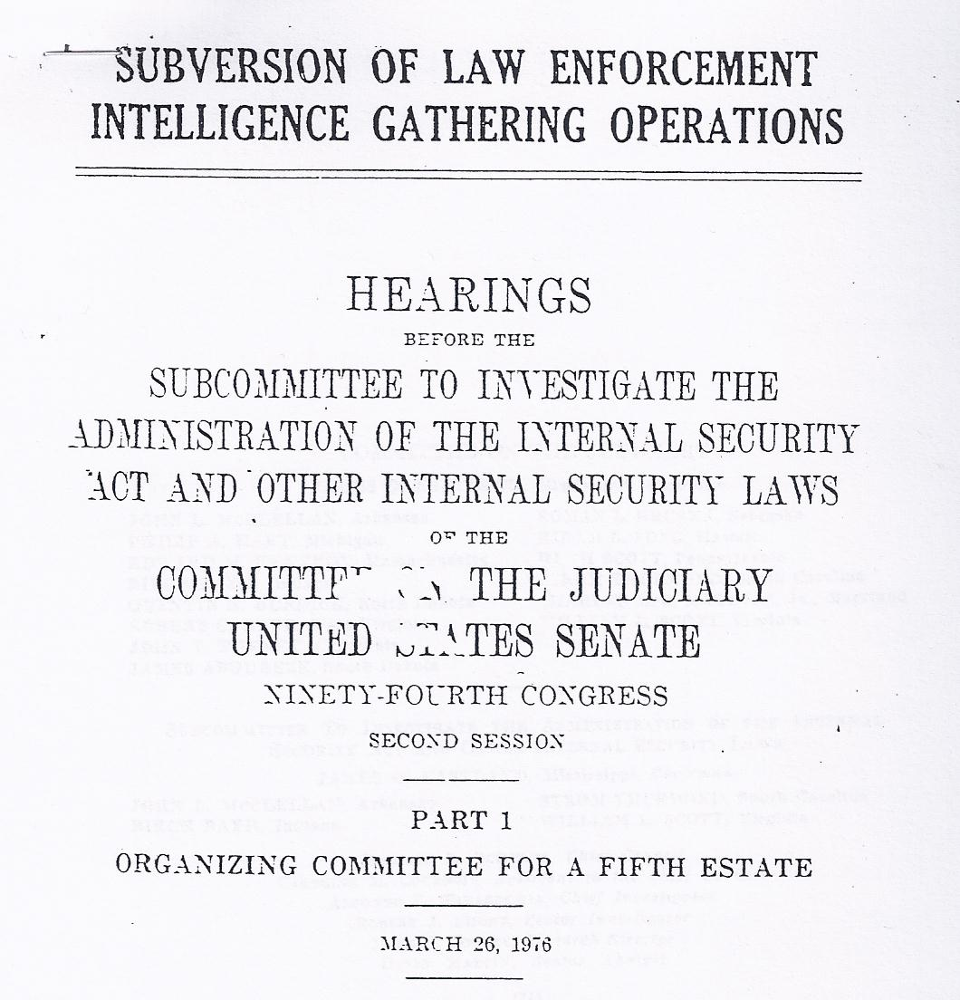 SUBVERSION OF LAW ENFORCEMENT
INTELLIGENCE GATHERING OPERATIONS
HEARINGS
BEFORE THE
SUBCOMMITTEE TO INVESTIGATE THE
ADMINISTRATION OF THE INTERNAL SECURITY
ACT AND OTHER INTERNAL SECURITY LAWS
OF THE
COMMITTEE THE JUDICIARY
UNITED STATES SENATE
NINETY-FOURTH CONGRESS
SECOND SESSION
PART 1
ORGANIZING COMMITTEE FOR A FIFTH ESTATE
MARCH 26, 1976